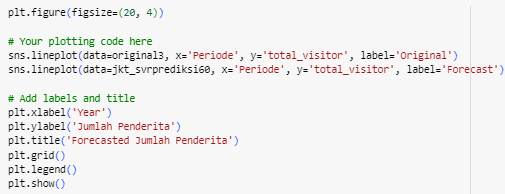 plt.figure(figsize=(20, 4))
# Your plotting code here
sns.lineplot(data=original3, x='Periode', y='total_visitor', label='Original')
sns.lineplot(data=jkt_svrprediksi60, x='Periode', y='total_visitor', label='Forecast')
# Add labels and title
plt.xlabel('Year')
plt.ylabel('Jumlah Penderita')
plt.title('Forecasted Jumlah Penderita')
plt.grid()
plt.legend()
plt.show()